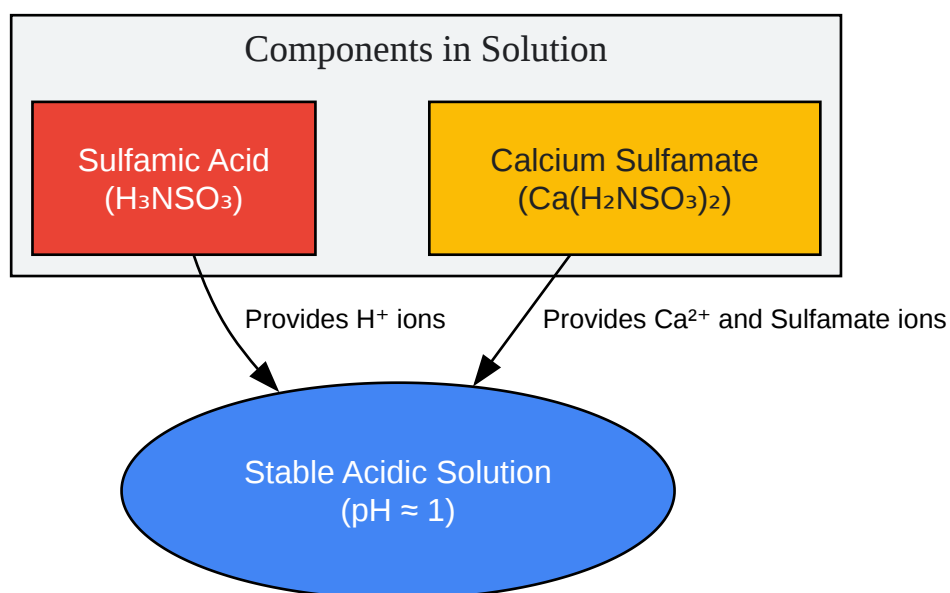 Components in Solution
Sulfamic Acid
(H₃NSO₃)
Calcium Sulfamate
(Ca(H₂NSO₃)₂)
Provides H⁺ ions
Provides Ca²⁺ and Sulfamate ions
Stable Acidic Solution
(pH ≈ 1)